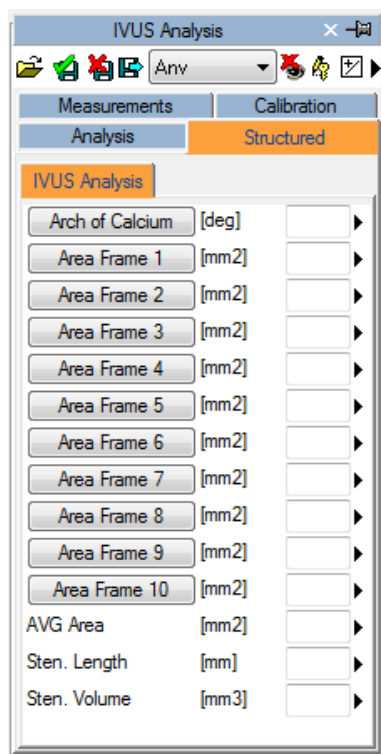 IVUS Analysis
Any
Measurements
Calibration
Analysis
Structured
IVUS Analysis
Arch of Calcium [deg]
Area Frame 1 [mm2]
Area Frame 2 [mm2]
Area Frame 3 [mm2]
Area Frame 4 [mm2]
Area Frame 5 [mm2]
Area Frame 6 [mm2]
Area Frame 7 [mm2]
Area Frame 8 [mm2]
Area Frame 9 [mm2]
Area Frame 10 [mm2]
AVG Area [mm2]
Sten. Length [mm]
Sten. Volume [mm3]